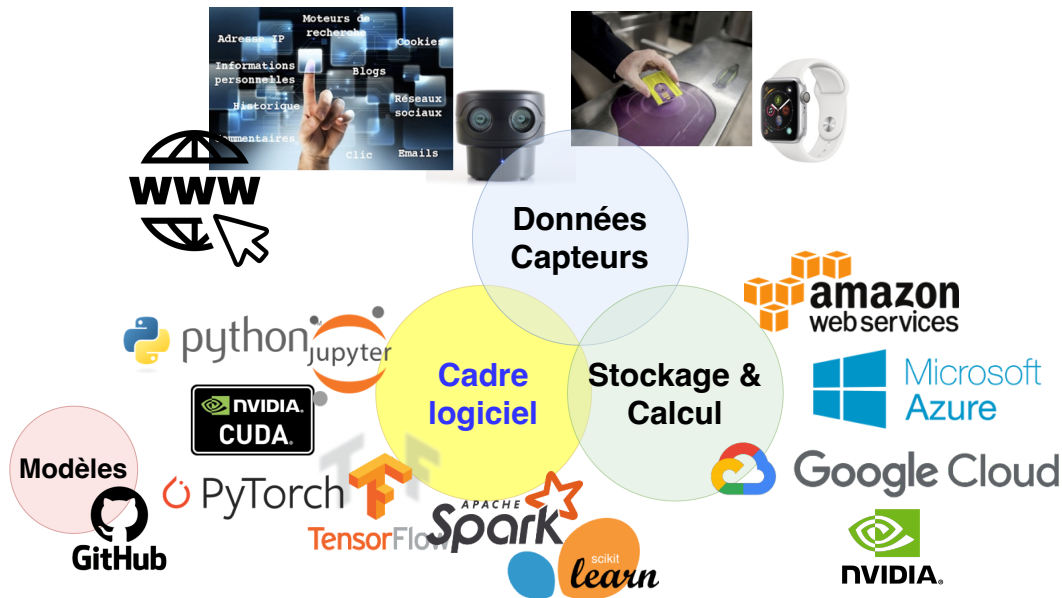 Moteurs de
recherche
Adresse IP
Cookies
Informations
personnelles
Blogs
Historique
Réseaux
sociaux
Commentaires
Clic
Emails
WWW
Données
Capteurs
amazon
web services
python
jupyter
Cadre
logiciel
Stockage &
Calcul
Microsoft
Azure
NVIDIA.
CUDA.
Modèles
GitHub
PyTorch
TensorFlow
APACHE
Spark
scikit
learn
Google Cloud
NVIDIA.